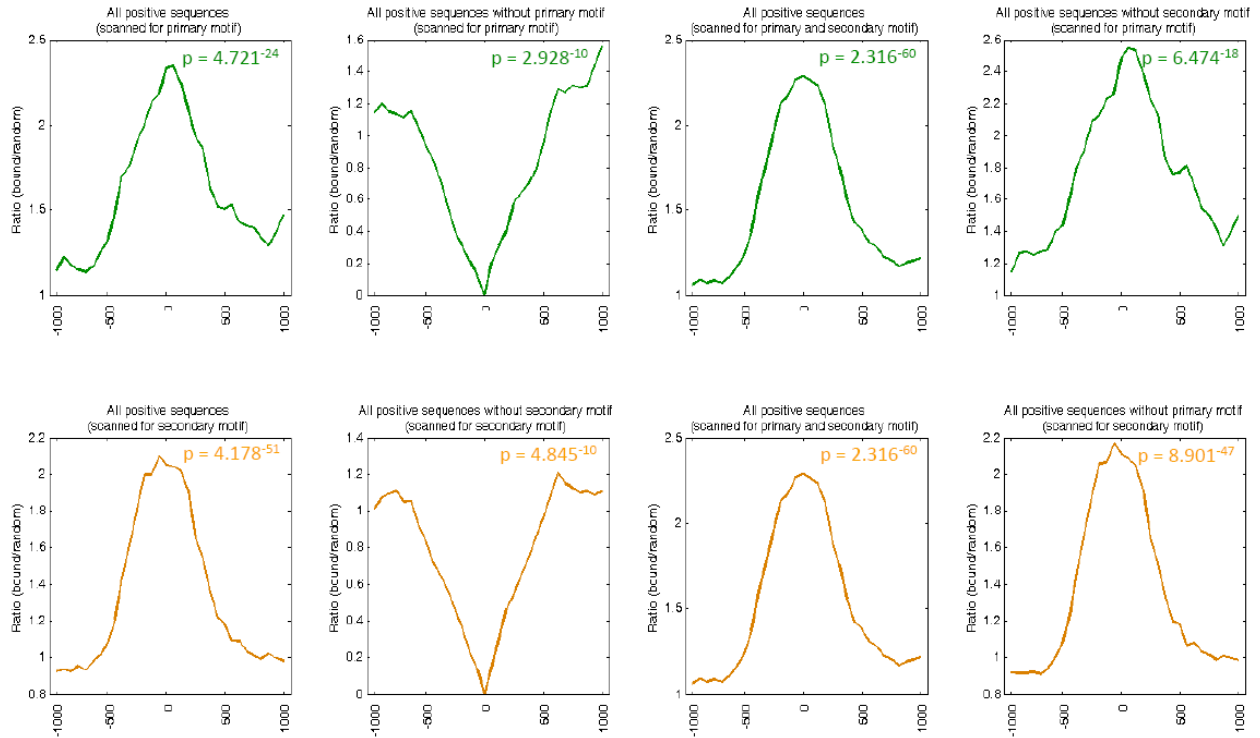 All positive sequences
(scanned for primary motif)
p = 4.721-24
Ratio (bound/random)
2.5
2
1.5
1
-1000
-500
0
500
1000
All positive sequences without primary motif
(scanned for primary motif)
p = 2.928-10
Ratio (bound/random)
1.6
1.4
1.2
1
0.8
0.6
0.4
0.2
0
-1000
-500
0
500
1000
All positive sequences
(scanned for primary and secondary motif)
p = 2.316-60
Ratio (bound/random)
2.5
2
1.5
1
-1000
-500
0
500
1000
All positive sequences without secondary motif
(scanned for primary motif)
p = 6.474-18
Ratio (bound/random)
2.6
2.4
2.2
2
1.8
1.6
1.4
1.2
1
-1000
-500
0
500
1000
All positive sequences
(scanned for secondary motif)
p = 4.178-51
Ratio (bound/random)
2.2
2
1.8
1.6
1.4
1.2
1
0.8
-1000
-500
0
500
1000
All positive sequences without secondary motif
(scanned for secondary motif)
p = 4.845-10
Ratio (bound/random)
1.4
1.2
1
0.8
0.6
0.4
0.2
0
-1000
-500
0
500
1000
All positive sequences
(scanned for primary and secondary motif)
p = 2.316-60
Ratio (bound/random)
2.5
2
1.5
1
-1000
-500
0
500
1000
All positive sequences without primary motif
(scanned for secondary motif)
p = 8.901-47
Ratio (bound/random)
2.2
2
1.8
1.6
1.4
1.2
1
0.8
-1000
-500
0
500
1000